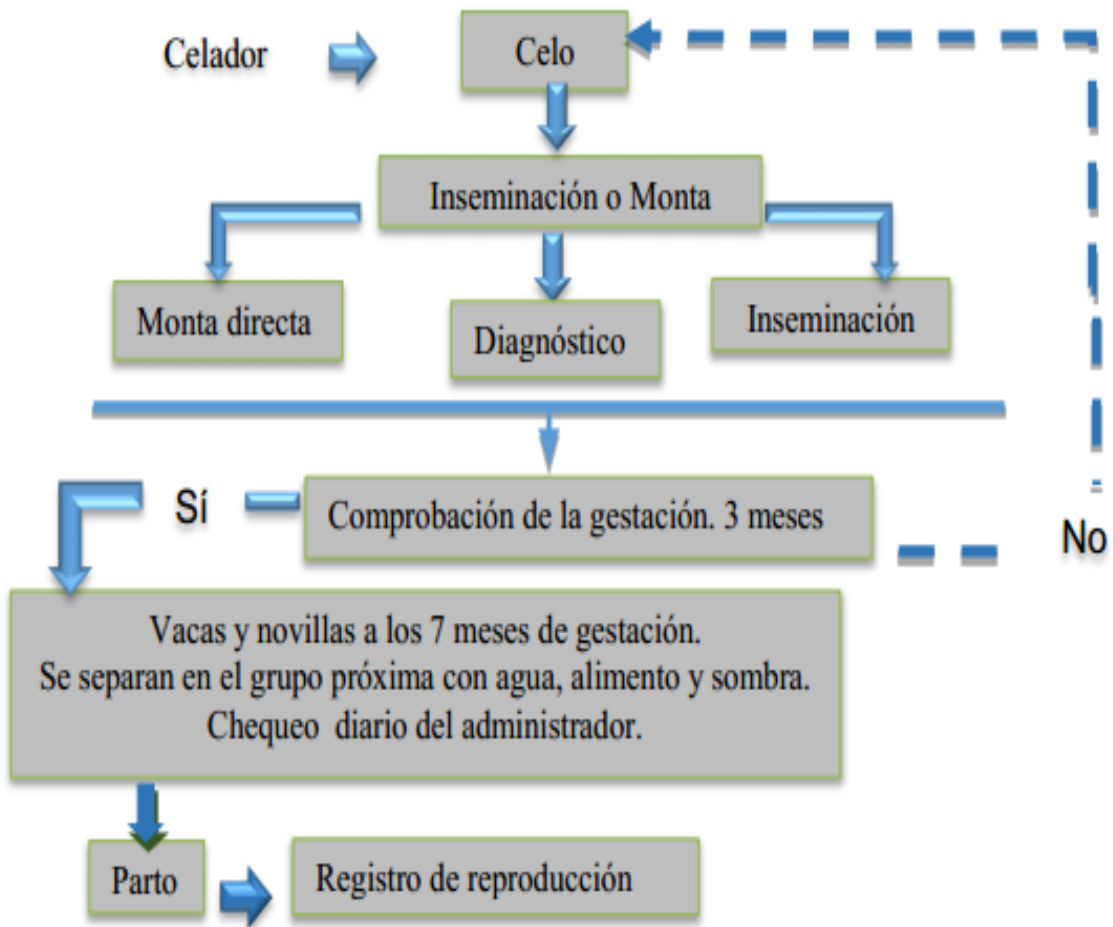 Celador
Celo
Inseminación o Monta
Monta directa
Diagnóstico
Inseminación
Sí
Comprobación de la gestación. 3 meses
No
Vacas y novillas a los 7 meses de gestación.
Se separan en el grupo próxima con agua, alimento y sombra.
Chequeo diario del administrador.
Parto
Registro de reproducción